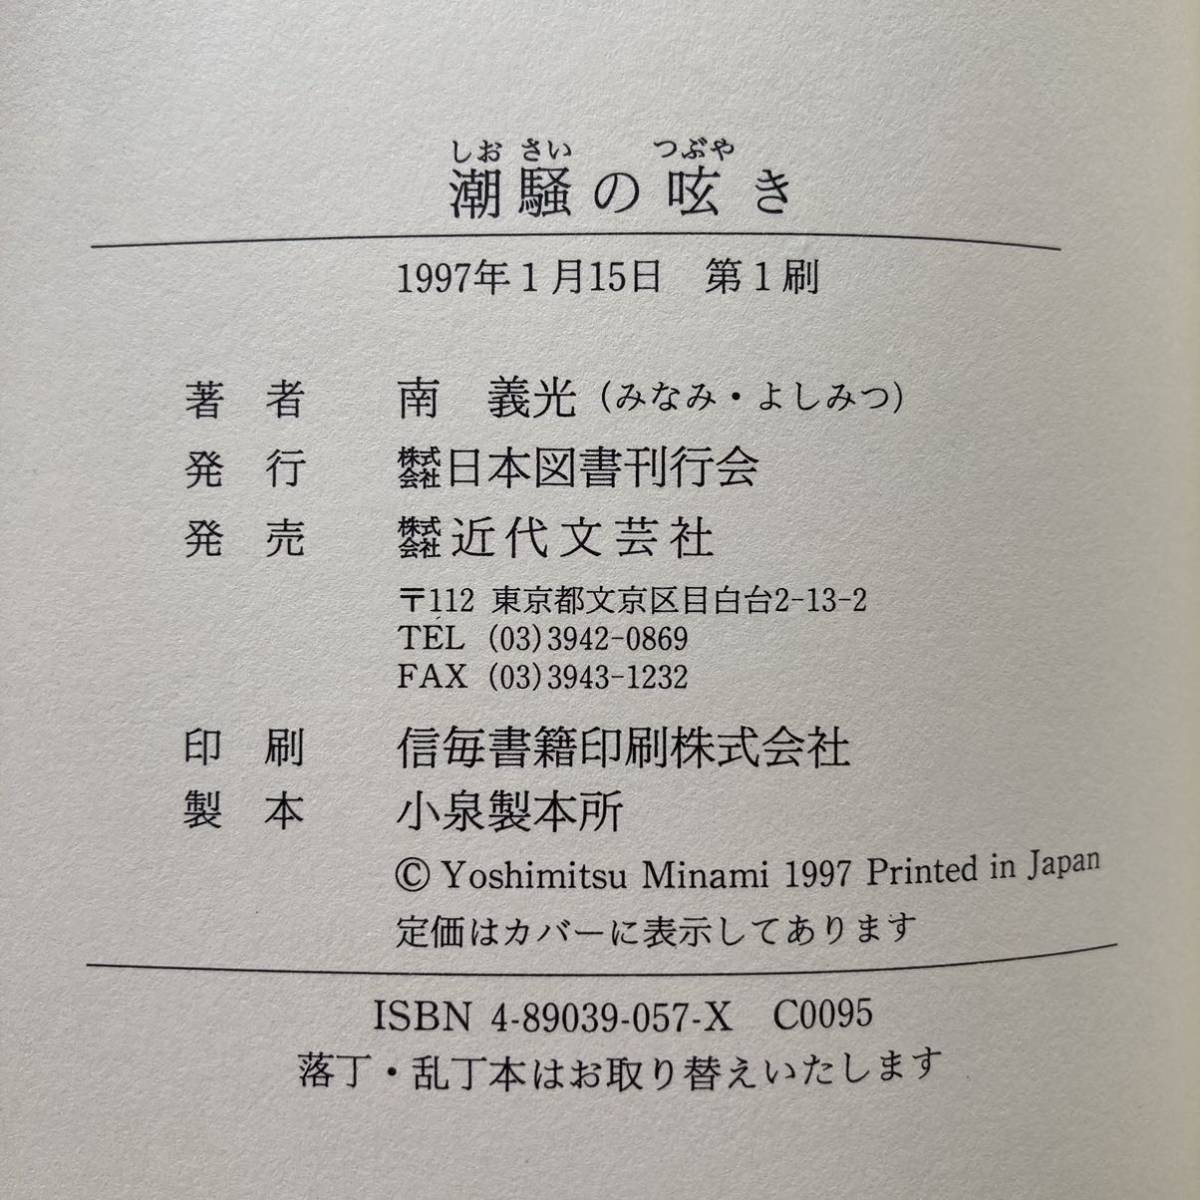 しおさい つぶや
潮騒の呟き
1997年1月15日 第1刷
著者 南 義光(みなみ・よしみつ)
発行 株式会社日本図書刊行会
発売 株式会社近代文芸社
〒112 東京都文京区目白台2-13-2
TEL (03)3942-0869
FAX (03)3943-1232
印刷 信毎書籍印刷株式会社
製本 小泉製本所
© Yoshimitsu Minami 1997 Printed in Japan
定価はカバーに表示してあります
ISBN 4-89039-057-X C0095
落丁・乱丁本はお取り替えいたします